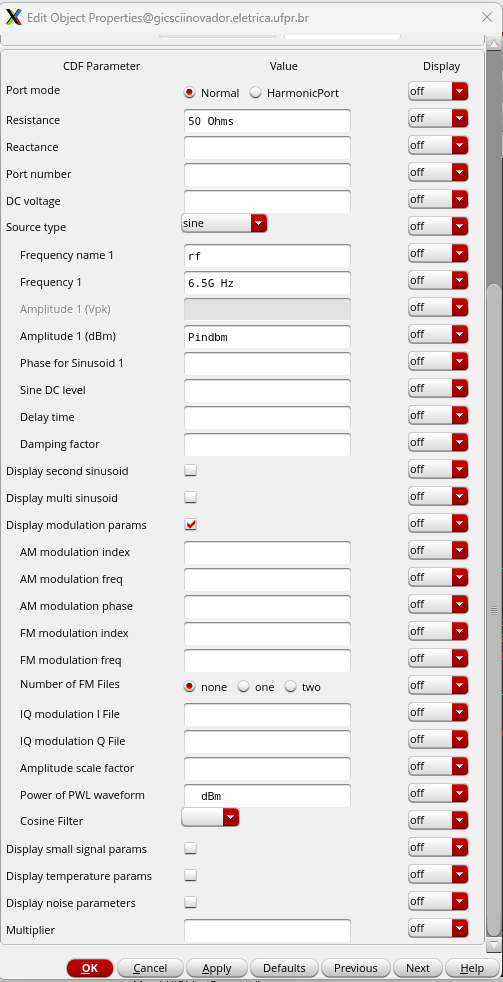 Edit Object Properties@gicsciinovador.eletrica.ufpr.br
CDF Parameter Value Display
Port mode Normal HarmonicPort off
Resistance 50 Ohms off
Reactance off
Port number off
DC voltage off
Source type sine off
Frequency name 1 rf off
Frequency 1 6.5G Hz off
Amplitude 1 (Vpk) off
Amplitude 1 (dBm) Pindbm off
Phase for Sinusoid 1 off
Sine DC level off
Delay time off
Damping factor off
Display second sinusoid off
Display multi sinusoid off
Display modulation params off
AM modulation index off
AM modulation freq off
AM modulation phase off
FM modulation index off
FM modulation freq off
Number of FM Files none one two off
IQ modulation I File off
IQ modulation Q File off
Amplitude scale factor off
Power of PWL waveform dBm off
Cosine Filter off
Display small signal params off
Display temperature params off
Display noise parameters off
Multiplier off
OK Cancel Apply Defaults Previous Next Help